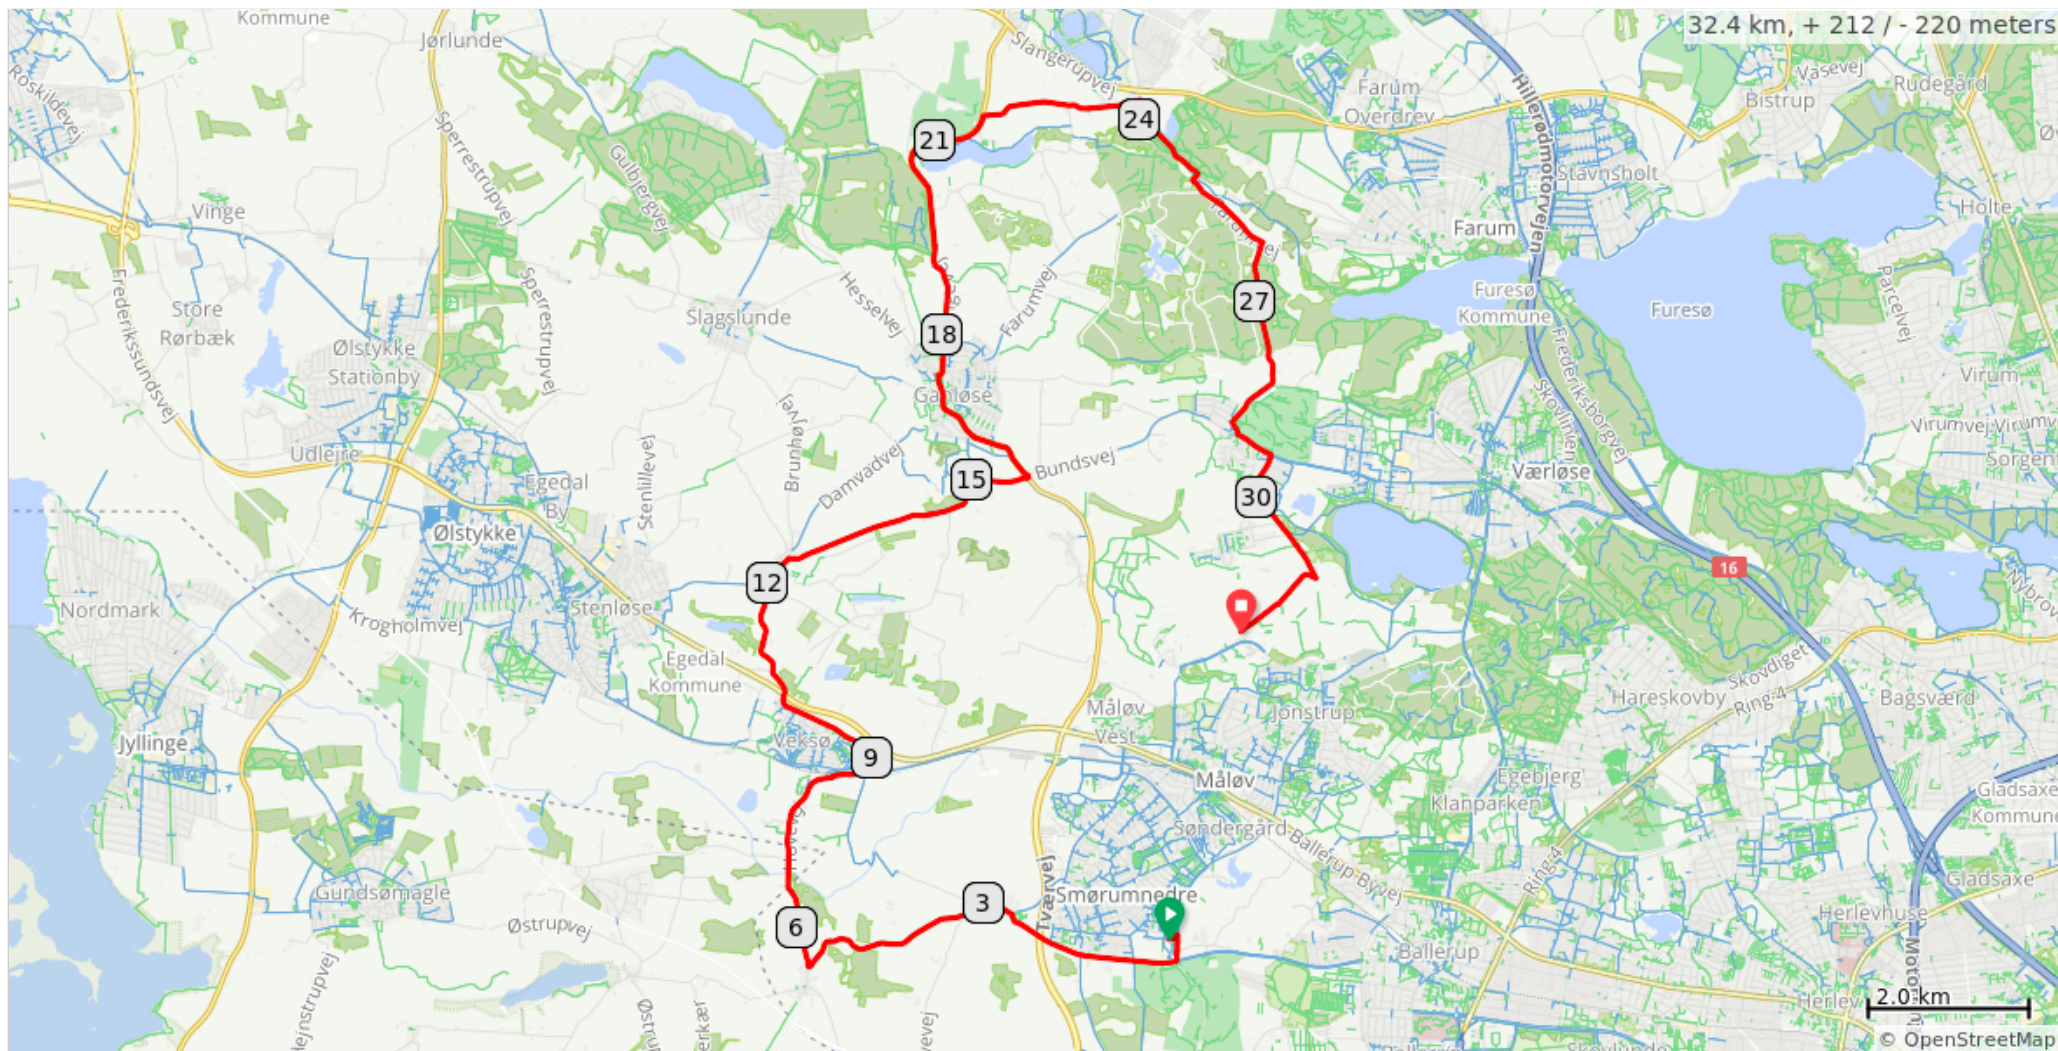 Kommune
32.4 km, + 212 / - 220 meters
Jørlunde
Slangerupvej
Roskildevej
Farum
Overdrev
Hillerødmotorvejen
Vasevej
Bistrup
Rudegård
Sperrestrupvej
Gulbjergvej
21
24
Stavnsholt
Vinge
Holte
Farum
Frederikssundsvej
Store
Rørbæk
Sperrestrupvej
Hesselvej
Farumvej
Slagslunde
27
Furesø
Kommune
Furesø
Parcelvej
18
Ølstykke
Stationby
Ganløse
Frederiksborgvej
Skovlinien
Virum
Brunhøjvej
Stenlillevej
Udlejre
Damvadvej
15
Bundsvej
Værløse
Virumvej
Egedal
By
30
Ølstykke
16
12
Nordmark
Krogholmvej
Stenløse
Egedal
Kommune
Skovdiget
Ring 4
Hareskovby
Bagsværd
Måløv
Vest
Jonstrup
Jyllinge
Veksø
9
Måløv
Egebjerg
Klanparken
Gladsaxe
Søndergård
Ballerup Byvej
Ring 4
Tværvej
Gundsømagle
Smørumnedre
3
Gladsaxe
Østrupvej
6
Herlevhuse
Ballerup
Herlev
2.0 km
Skovlunde
© OpenStreetMap